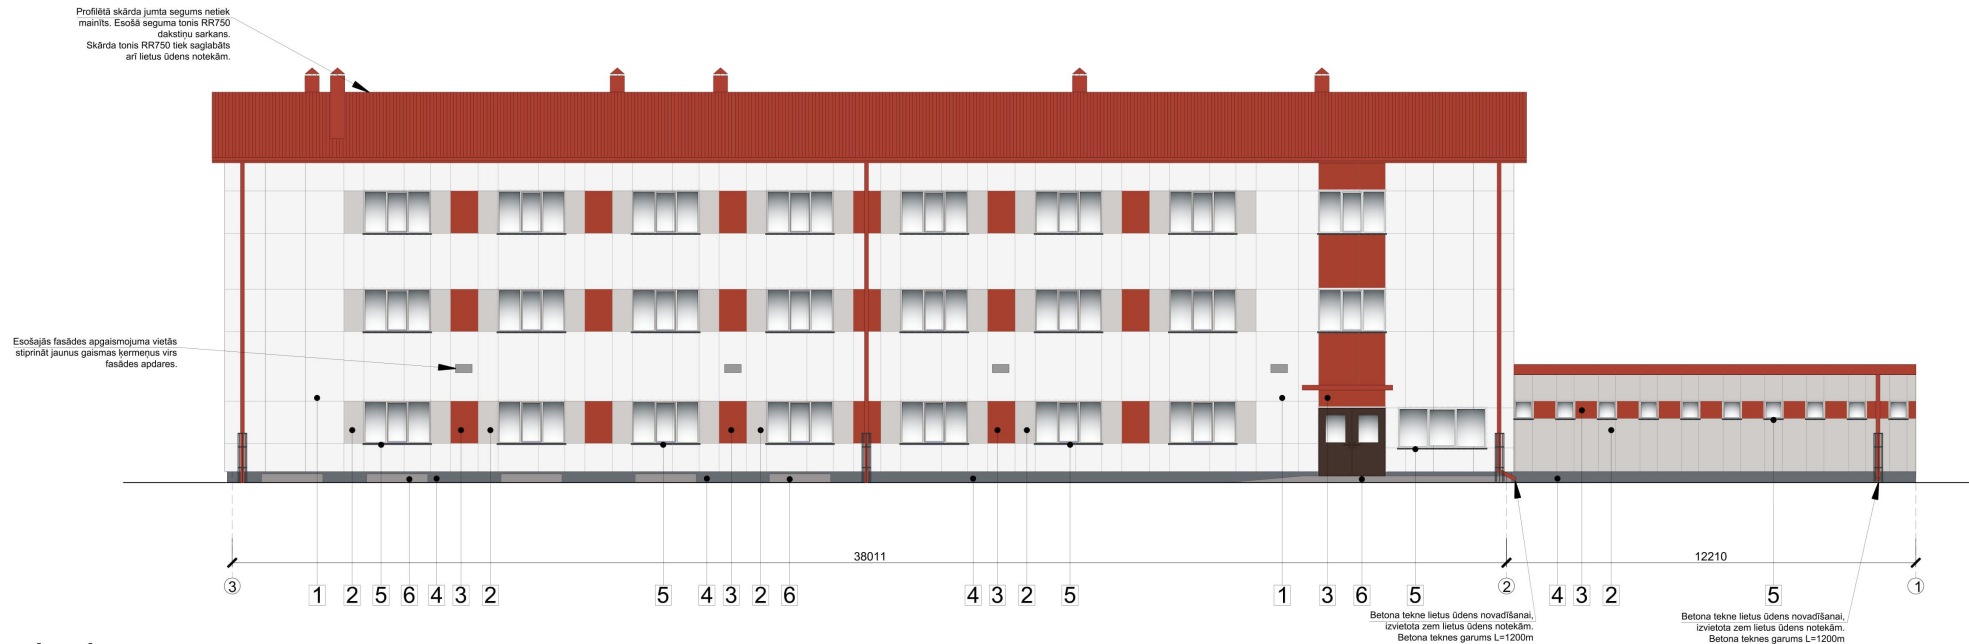 Profilētā skārda jumta segums netiek
mainīts. Esošā seguma tonis RR750
dakstiņu sarkans.
Skārda tonis RR750 tiek saglabāts
arī lietus ūdens notekām.
Esošajās fasādes apgaismojuma vietās
stiprināt jaunus gaismas ķermeņus virs
fasādes apdares.
38011
12210
3 1 2 5 6 4 3 2 5 4 3 2 6 4 3 2 5 1 3 6 5 2 4 3 2 5 1
Betona tekne lietus ūdens novadīšanai,
izvietota zem lietus ūdens notekām.
Betona teknes garums L=1200m
Betona tekne lietus ūdens novadīšanai,
izvietota zem lietus ūdens notekām.
Betona teknes garums L=1200m